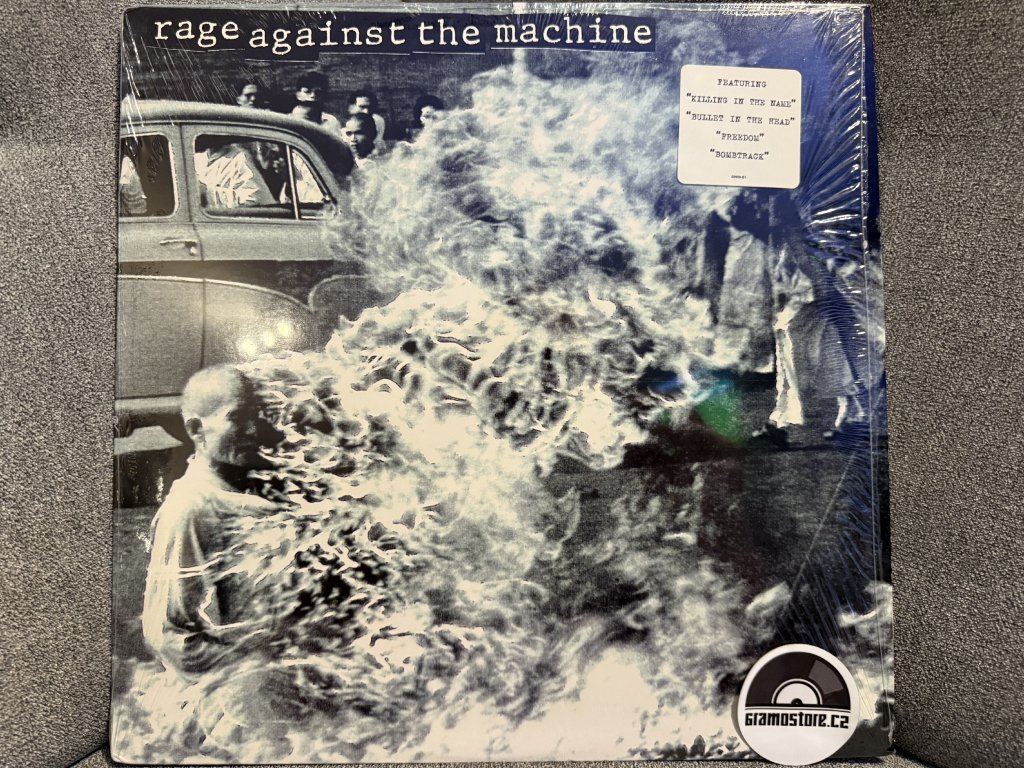 rage against the machine
FEATURING
"KILLING IN THE NAME"
"BULLET IN THE HEAD"
"FREEDOM"
"BOMBTRACK"
GRAMOSTORE.CZ